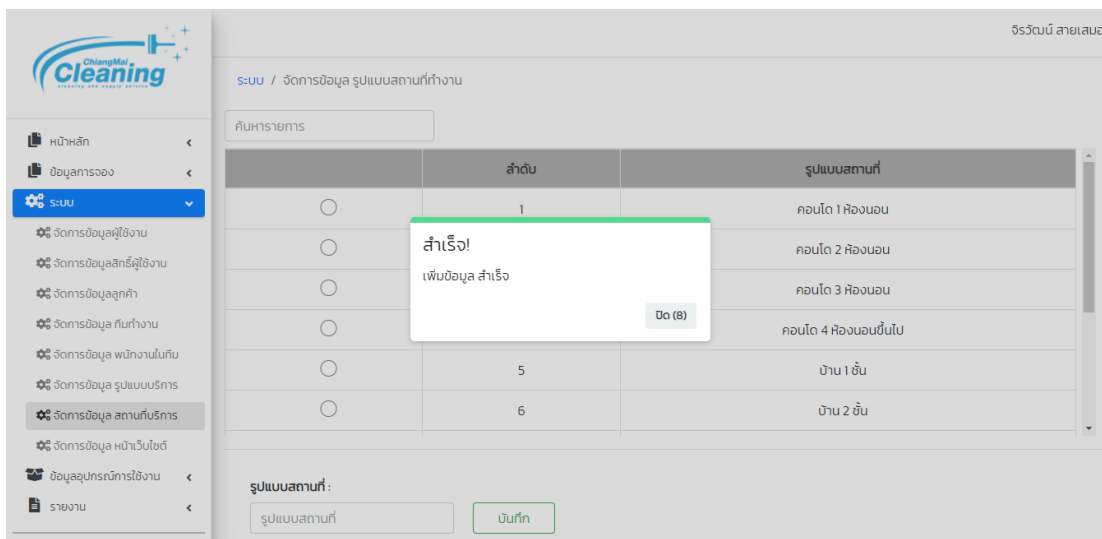 จิรวัฒน์ สายเสมอ
ChiangMai
Cleaning
cleaning and supply service
ระบบ / จัดการข้อมูล รูปแบบสถานที่ทำงาน
ค้นหารายการ
หน้าหลัก
ข้อมูลการจอง
ระบบ
จัดการข้อมูลผู้ใช้งาน
จัดการข้อมูลสิทธิ์ผู้ใช้งาน
จัดการข้อมูลลูกค้า
จัดการข้อมูล ทีมทำงาน
จัดการข้อมูล พนักงานในทีม
จัดการข้อมูล รูปแบบบริการ
จัดการข้อมูล สถานที่บริการ
จัดการข้อมูล หน้าเว็บไซต์
ข้อมูลอุปกรณ์การใช้งาน
รายงาน
ลำดับ รูปแบบสถานที่
1 คอนโด 1 ห้องนอน
คอนโด 2 ห้องนอน
คอนโด 3 ห้องนอน
คอนโด 4 ห้องนอนขึ้นไป
5 บ้าน 1 ชั้น
6 บ้าน 2 ชั้น
สำเร็จ!
เพิ่มข้อมูล สำเร็จ
ปิด (8)
รูปแบบสถานที่ :
รูปแบบสถานที่
บันทึก